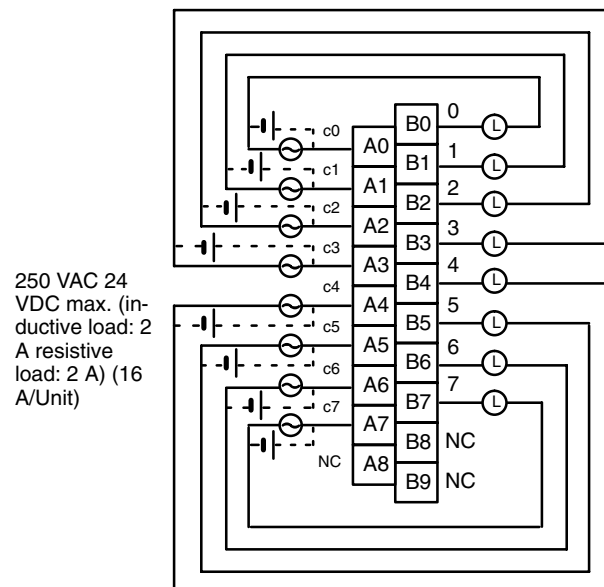 c0
A0
B0
0
L
c1
A1
B1
1
L
c2
A2
B2
2
L
c3
A3
B3
3
L
c4
A4
B4
4
L
c5
A5
B5
5
L
c6
A6
B6
6
L
c7
A7
B7
7
L
NC
A8
B8
NC
B9
NC
250 VAC 24
VDC max. (in-
ductive load: 2
A resistive
load: 2 A) (16
A/Unit)